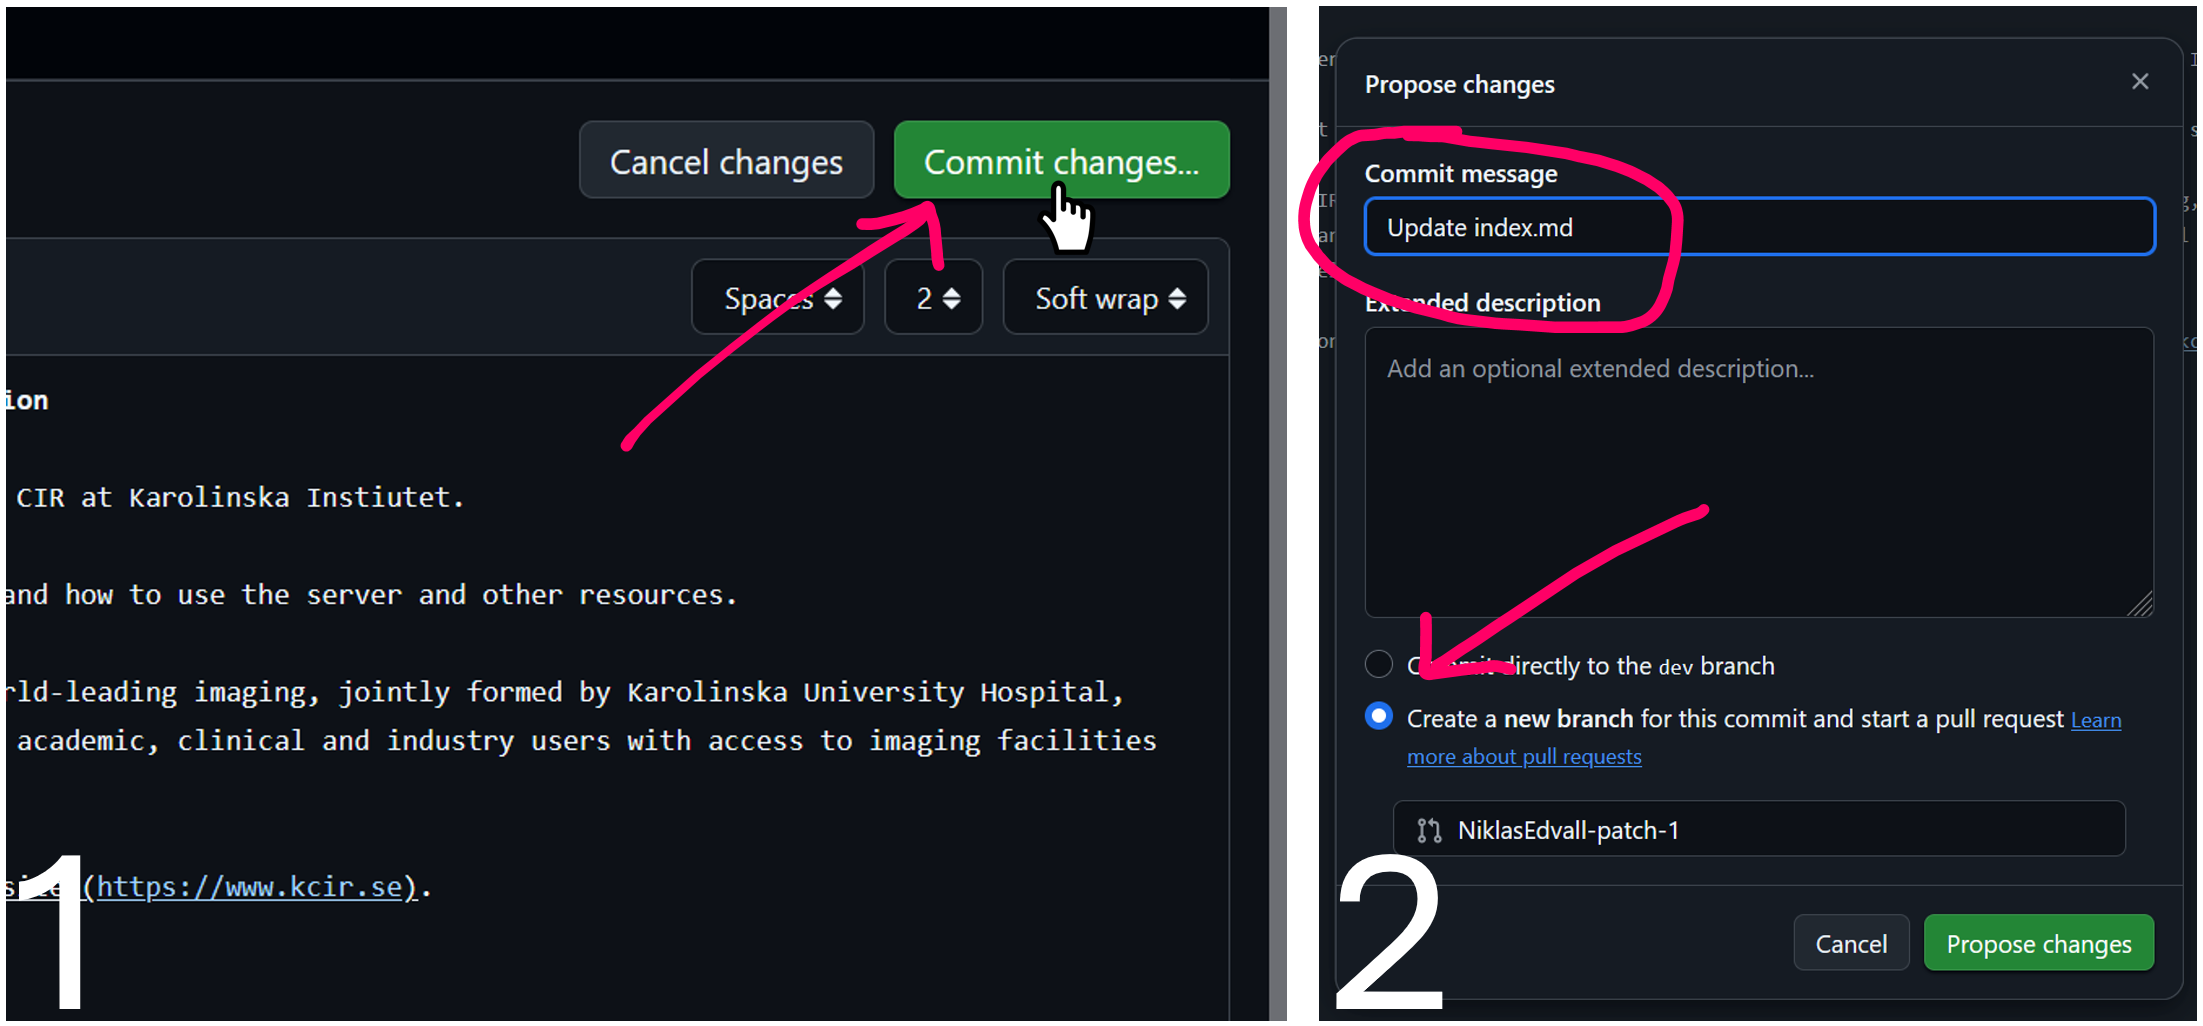 Cancel changes
Commit changes...
Spaces
2
Soft wrap
ion
CIR at Karolinska Instiutet.
and how to use the server and other resources.
rld-leading imaging, jointly formed by Karolinska University Hospital,
academic, clinical and industry users with access to imaging facilities
(https://www.kcir.se).
1
Propose changes
Commit message
Update index.md
Extended description
Add an optional extended description...
Commit directly to the dev branch
Create a new branch for this commit and start a pull request Learn
more about pull requests
NiklasEdvall-patch-1
Cancel
Propose changes
2